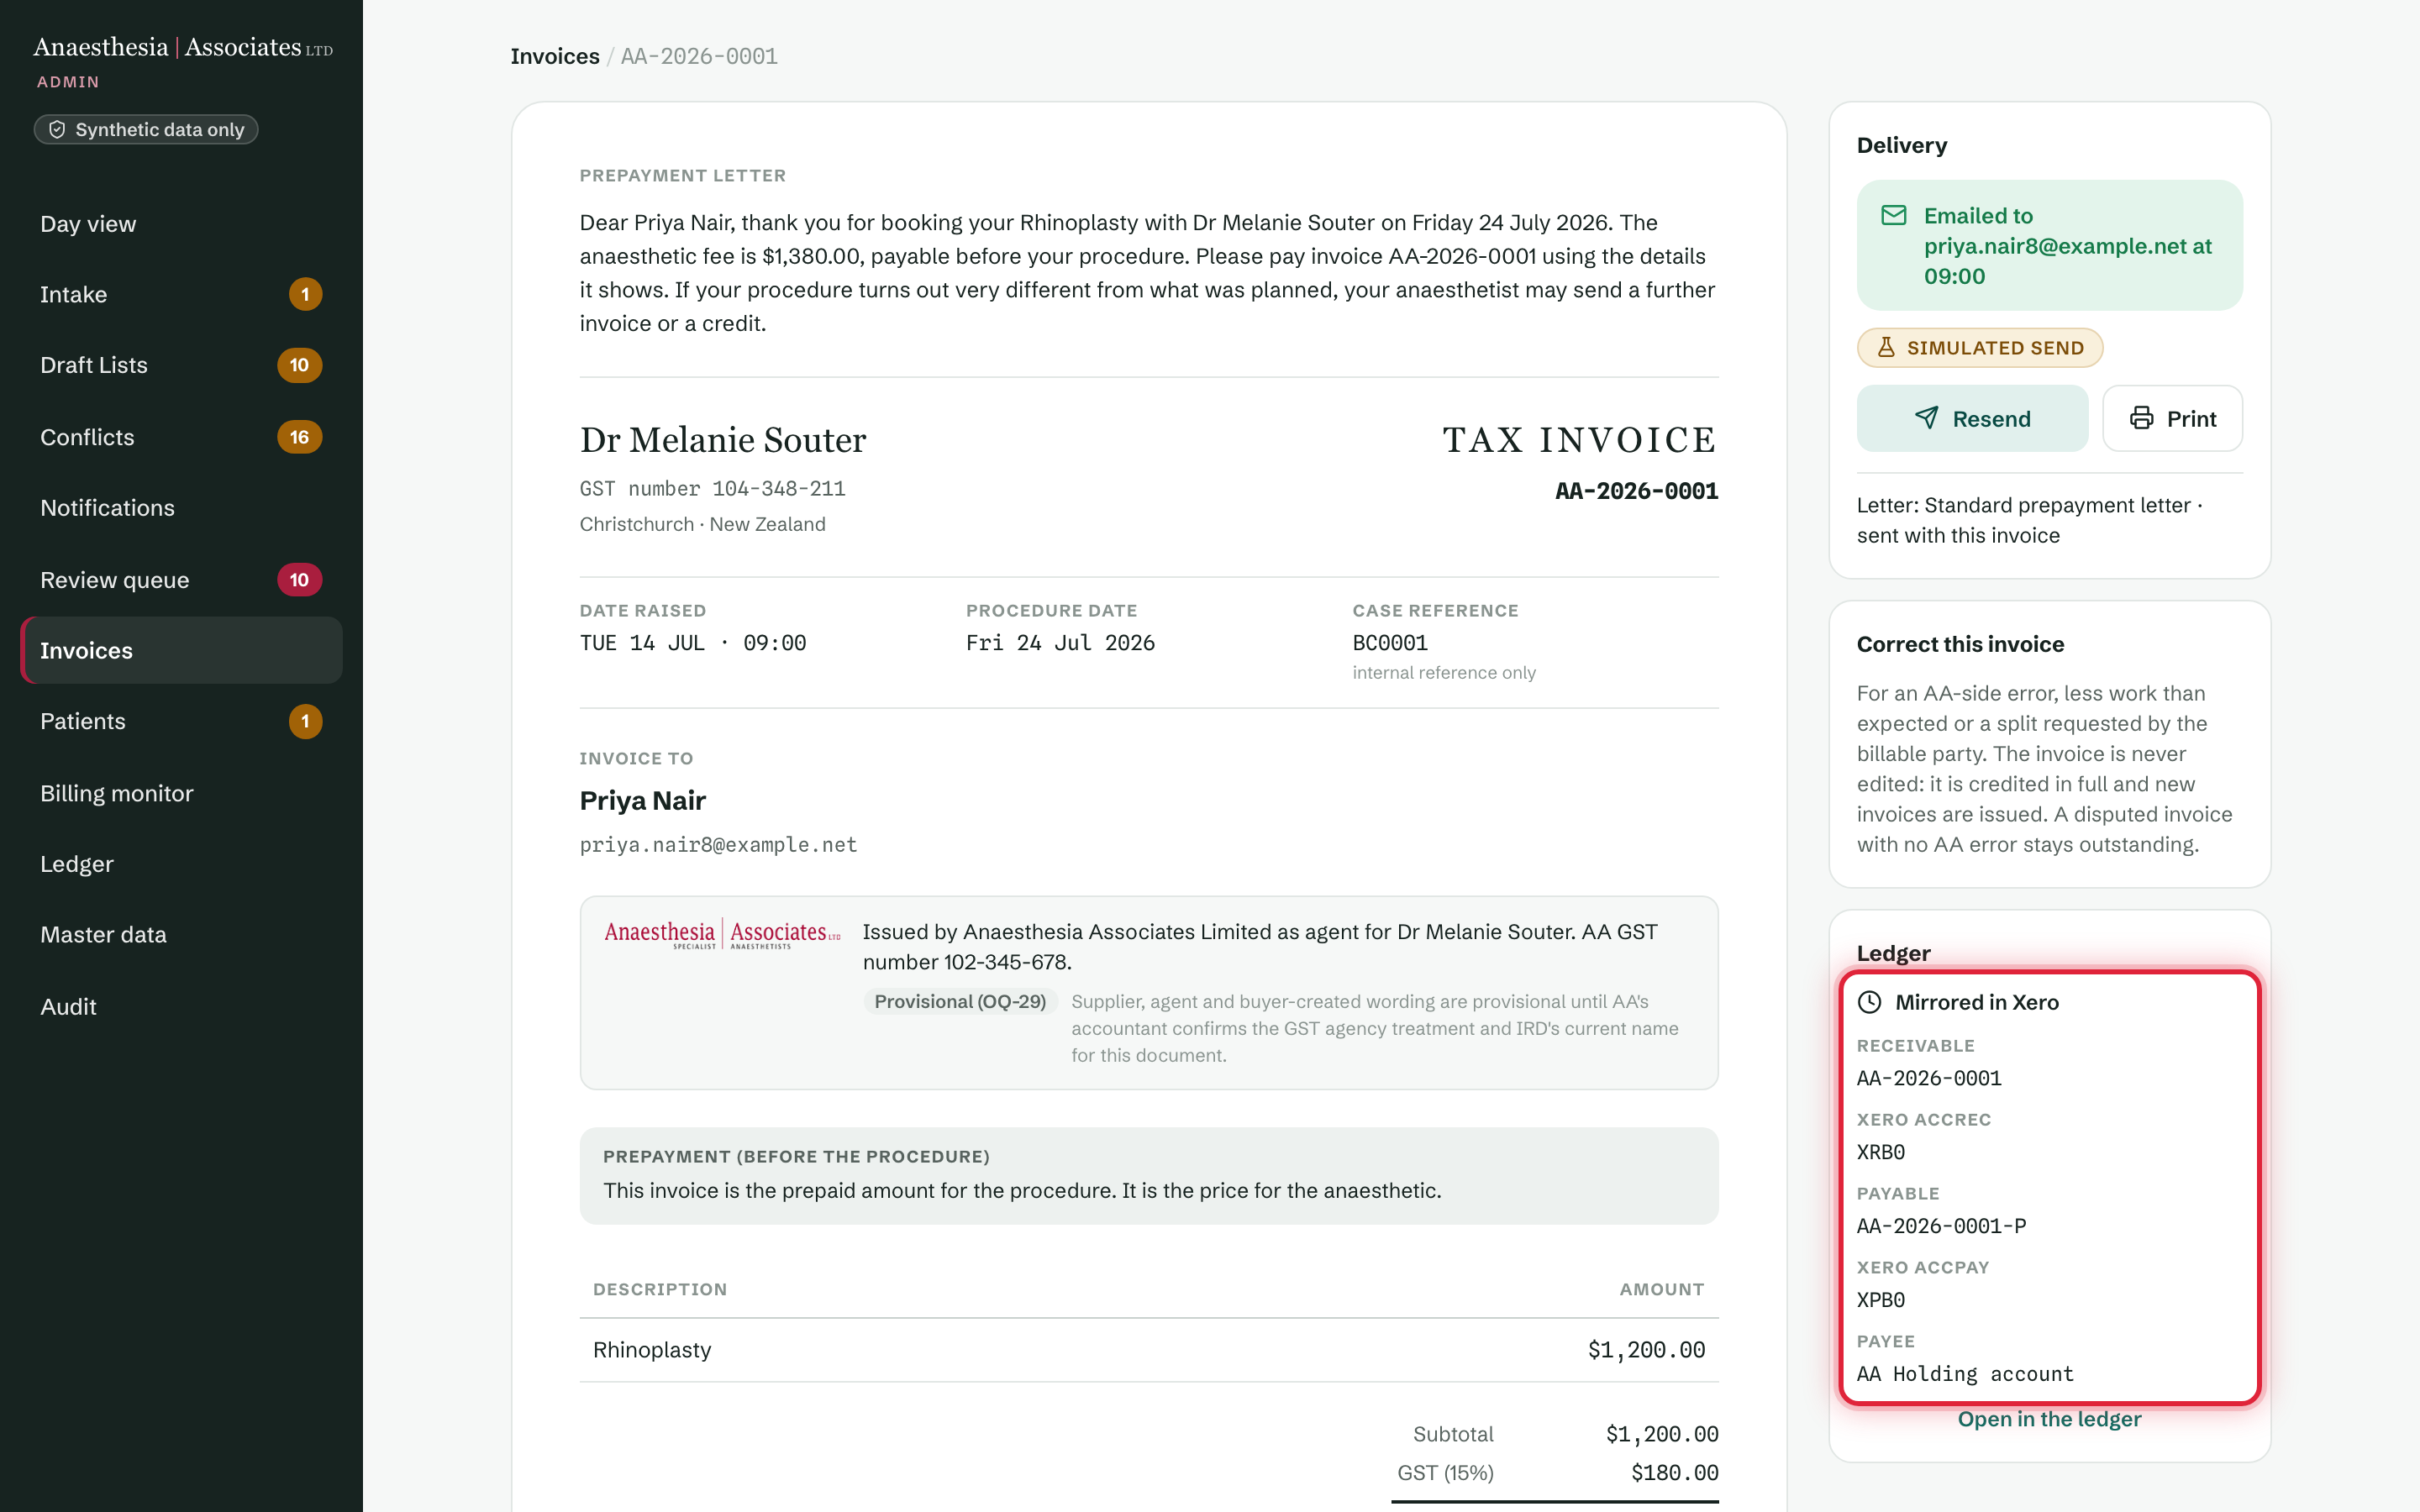 Anaesthesia | Associates LTD
ADMIN
Synthetic data only
Day view
Intake 1
Draft Lists 10
Conflicts 16
Notifications
Review queue 10
Invoices
Patients 1
Billing monitor
Ledger
Master data
Audit
Invoices / AA-2026-0001
PREPAYMENT LETTER
Dear Priya Nair, thank you for booking your Rhinoplasty with Dr Melanie Souter on Friday 24 July 2026. The
anaesthetic fee is $1,380.00, payable before your procedure. Please pay invoice AA-2026-0001 using the details
it shows. If your procedure turns out very different from what was planned, your anaesthetist may send a further
invoice or a credit.
Dr Melanie Souter
TAX INVOICE
GST number 104-348-211
AA-2026-0001
Christchurch · New Zealand
DATE RAISED
TUE 14 JUL · 09:00
PROCEDURE DATE
Fri 24 Jul 2026
CASE REFERENCE
BC0001
internal reference only
INVOICE TO
Priya Nair
priya.nair8@example.net
Anaesthesia | Associates LTD
SPECIALIST ANAESTHETISTS
Issued by Anaesthesia Associates Limited as agent for Dr Melanie Souter. AA GST
number 102-345-678.
Provisional (OQ-29)
Supplier, agent and buyer-created wording are provisional until AA's
accountant confirms the GST agency treatment and IRD's current name
for this document.
PREPAYMENT (BEFORE THE PROCEDURE)
This invoice is the prepaid amount for the procedure. It is the price for the anaesthetic.
DESCRIPTION AMOUNT
Rhinoplasty $1,200.00
Subtotal $1,200.00
GST (15%) $180.00
Delivery
Emailed to
priya.nair8@example.net at
09:00
SIMULATED SEND
Resend
Print
Letter: Standard prepayment letter ·
sent with this invoice
Correct this invoice
For an AA-side error, less work than
expected or a split requested by the
billable party. The invoice is never
edited: it is credited in full and new
invoices are issued. A disputed invoice
with no AA error stays outstanding.
Ledger
Mirrored in Xero
RECEIVABLE
AA-2026-0001
XERO ACCREC
XRB0
PAYABLE
AA-2026-0001-P
XERO ACCPAY
XPB0
PAYEE
AA Holding account
Open in the ledger